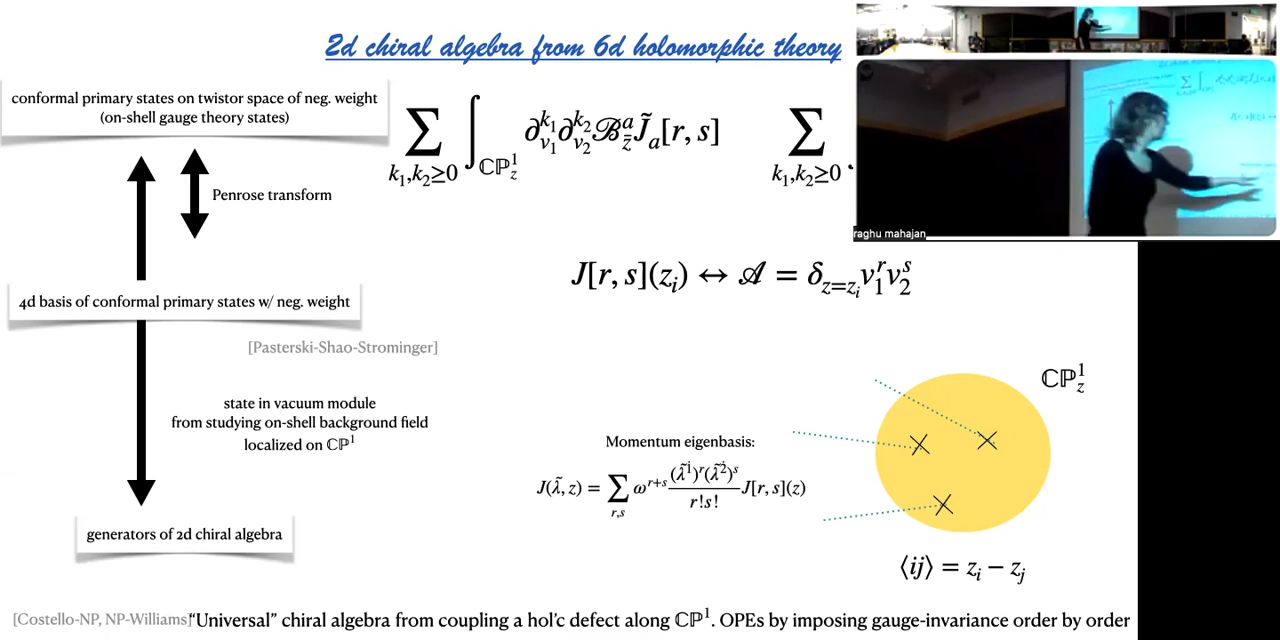 2d chiral algebra from 6d holomorphic theory
conformal primary states on twistor space of neg. weight
(on-shell gauge theory states)
∑_{k₁,k₂≥0} ∫_{ℂℙ¹_z} ∂^{k₁}_{v₁}∂^{k₂}_{v₂}ℬ^a_{z̄} J̃_a[r, s]
∑_{k₁,k₂≥0}
Penrose transform
raghu mahajan
J[r, s](z_i) ↔ 𝒜 = δ_{z=z_i}v₁^r v₂^s
4d basis of conformal primary states w/ neg. weight
[Pasterski-Shao-Strominger]
ℂℙ¹_z
state in vacuum module
from studying on-shell background field
localized on ℂℙ¹
Momentum eigenbasis:
J(λ̃, z) = ∑_{r,s} ω^{r+s} (λ̃^{1̇})^r(λ̃^{2̇})^s / r!s! J[r, s](z)
generators of 2d chiral algebra
⟨ij⟩ = z_i − z_j
[Costello-NP, NP-Williams] "Universal" chiral algebra from coupling a hol'c defect along ℂℙ¹. OPEs by imposing gauge-invariance order by order